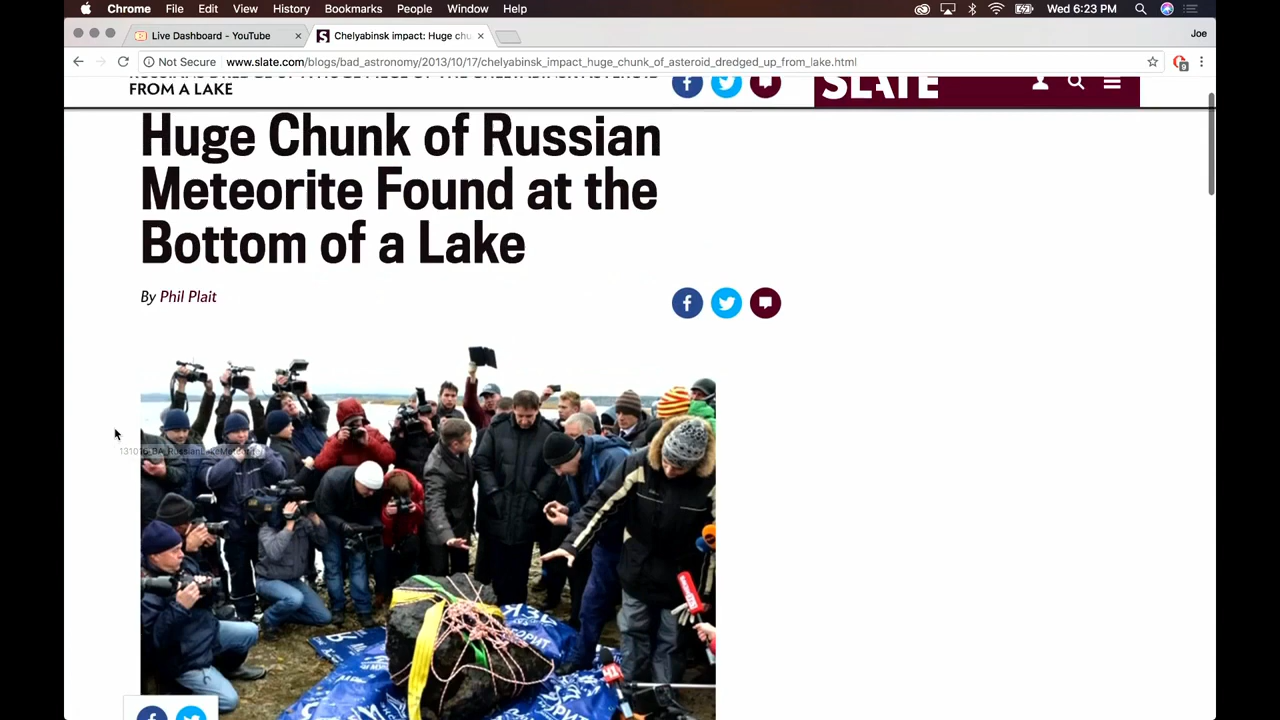 Chrome File Edit View History Bookmarks People Window Help Wed 6:23 PM
Live Dashboard - YouTube Chelyabinsk impact: Huge chu Joe
Not Secure www.slate.com/blogs/bad_astronomy/2013/10/17/chelyabinsk_impact_huge_chunk_of_asteroid_dredged_up_from_lake.html
FROM A LAKE SLATE
Huge Chunk of Russian
Meteorite Found at the
Bottom of a Lake
By Phil Plait